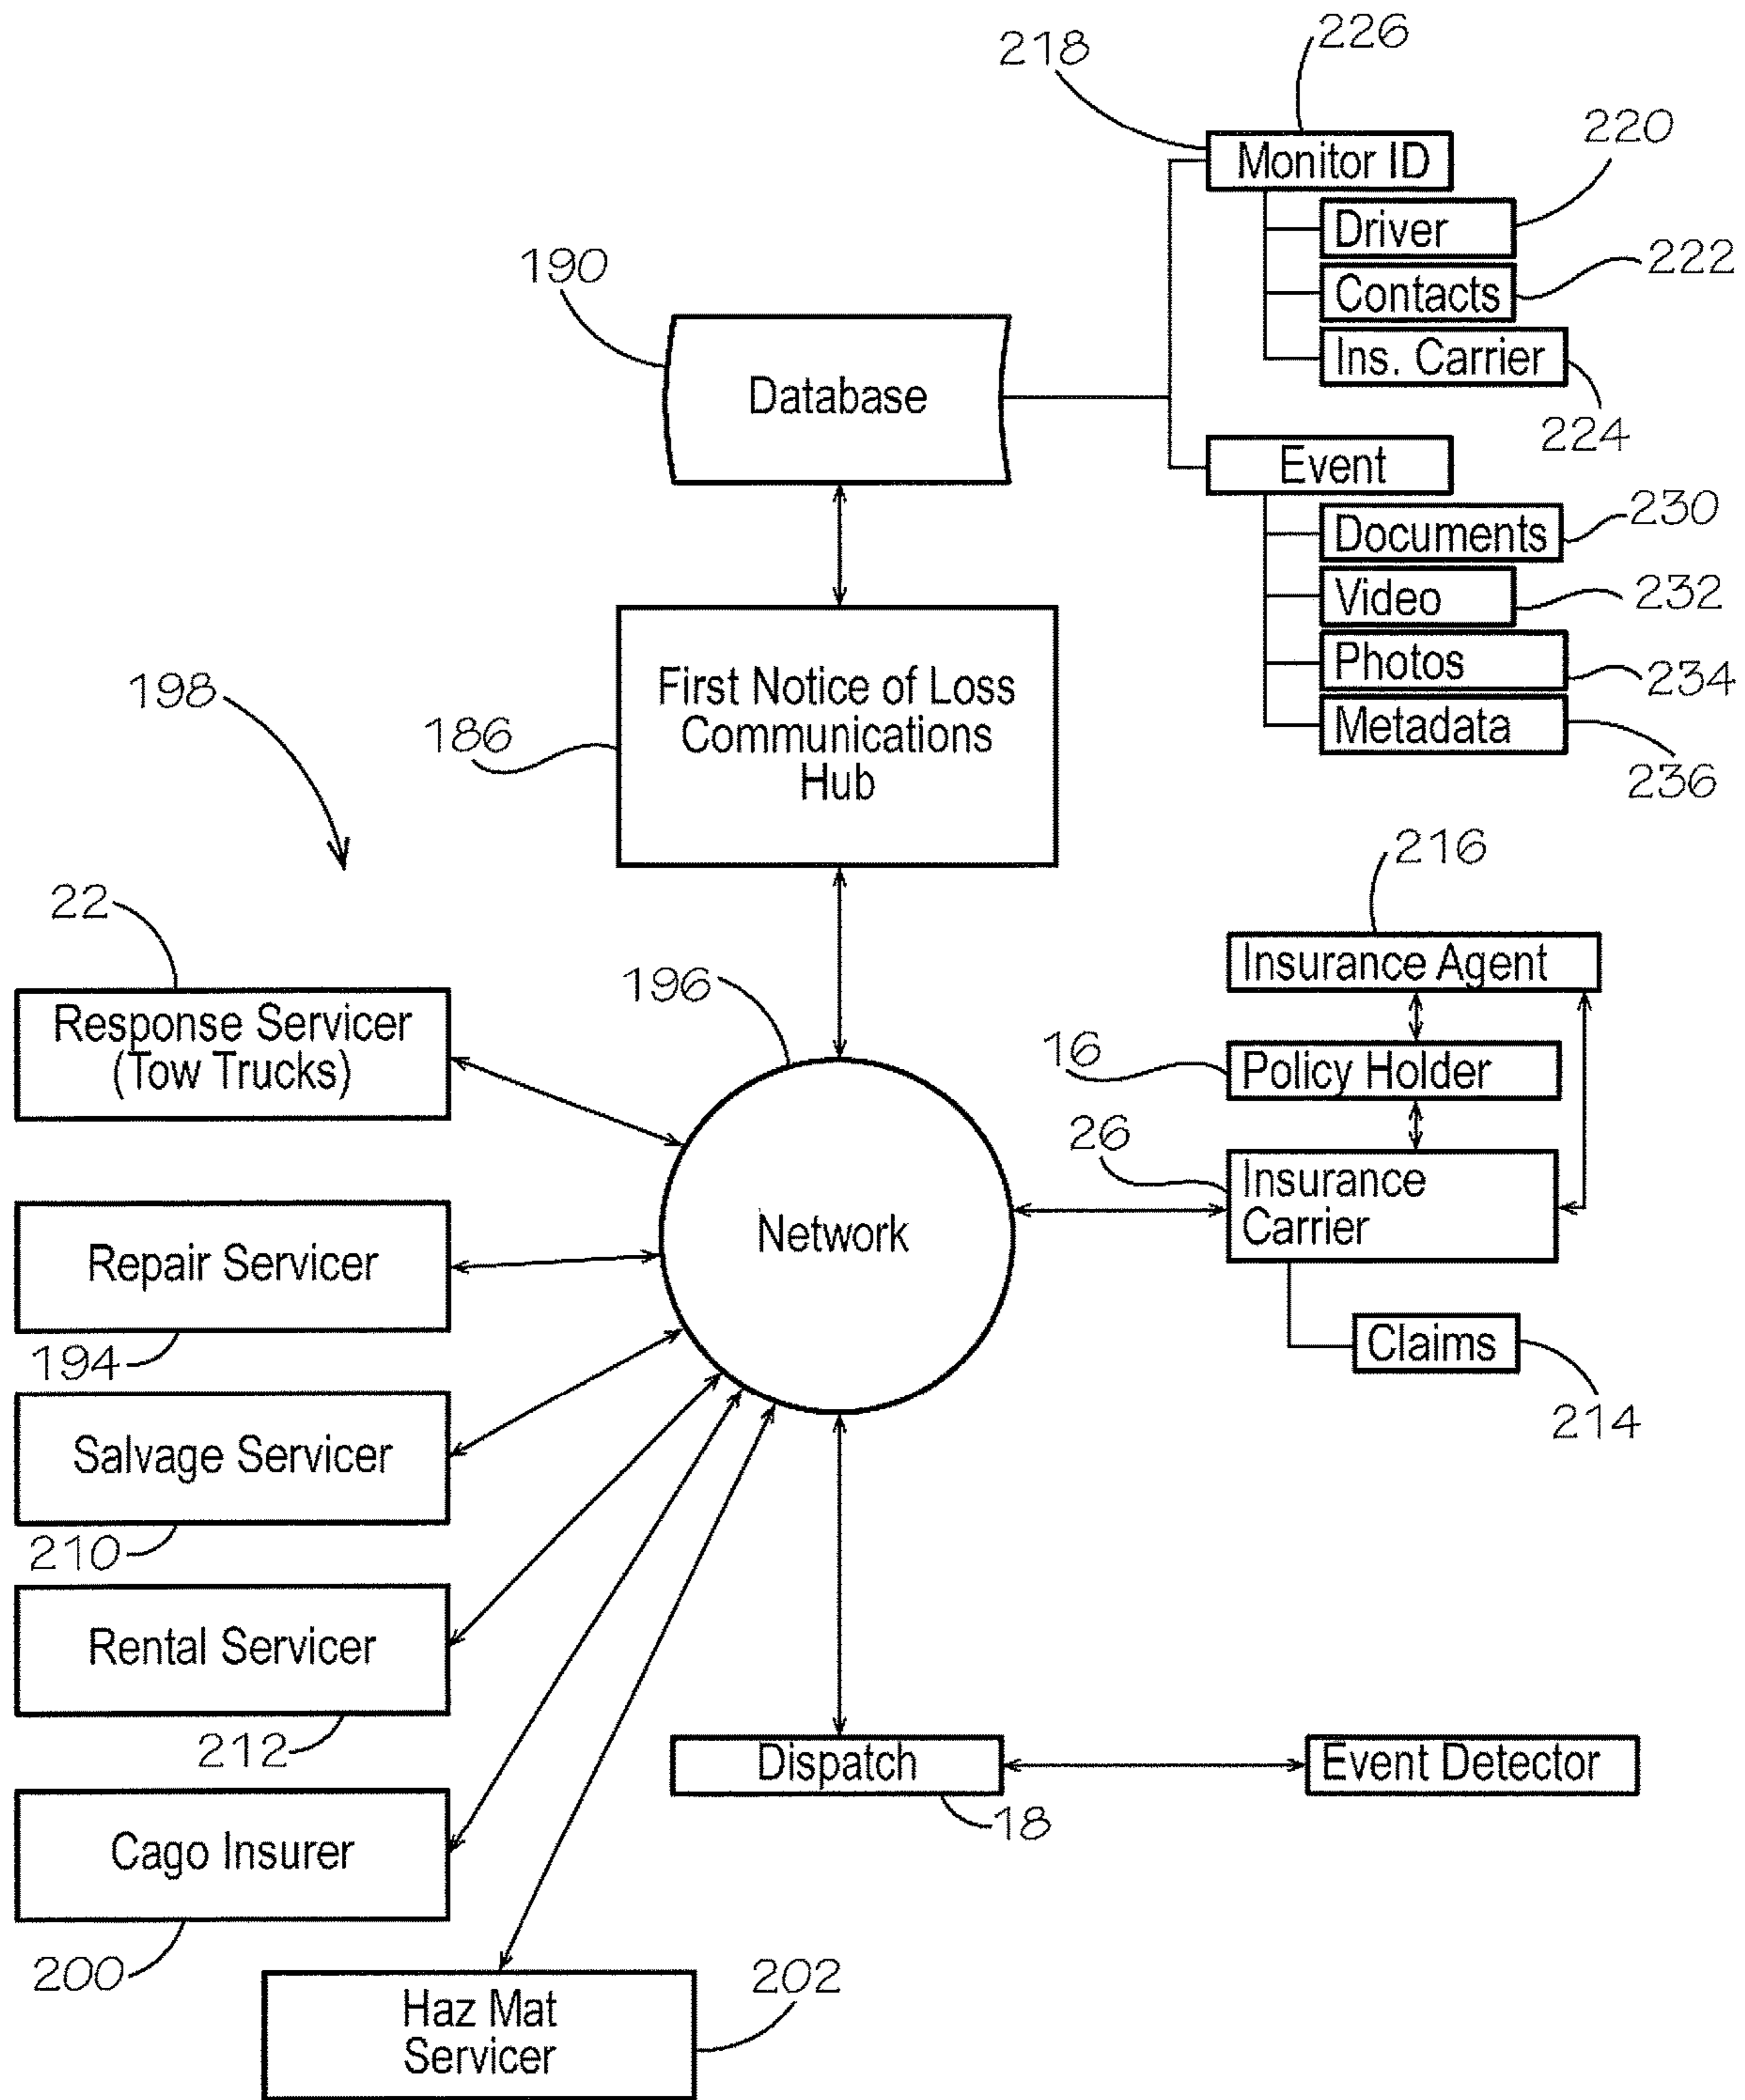 226
218
Monitor ID
220
Driver
222
Contacts
190
Ins. Carrier
Database
224
Event
230
Documents
Video
232
Photos
234
First Notice of Loss
Communications
Hub
198
186
Metadata
236
216
22
Insurance Agent
196
Response Servicer
(Tow Trucks)
16
Policy Holder
26
Insurance
Carrier
Network
Repair Servicer
194
Claims
214
Salvage Servicer
210
Rental Servicer
212
Dispatch
Event Detector
18
Cago Insurer
200
202
Haz Mat
Servicer